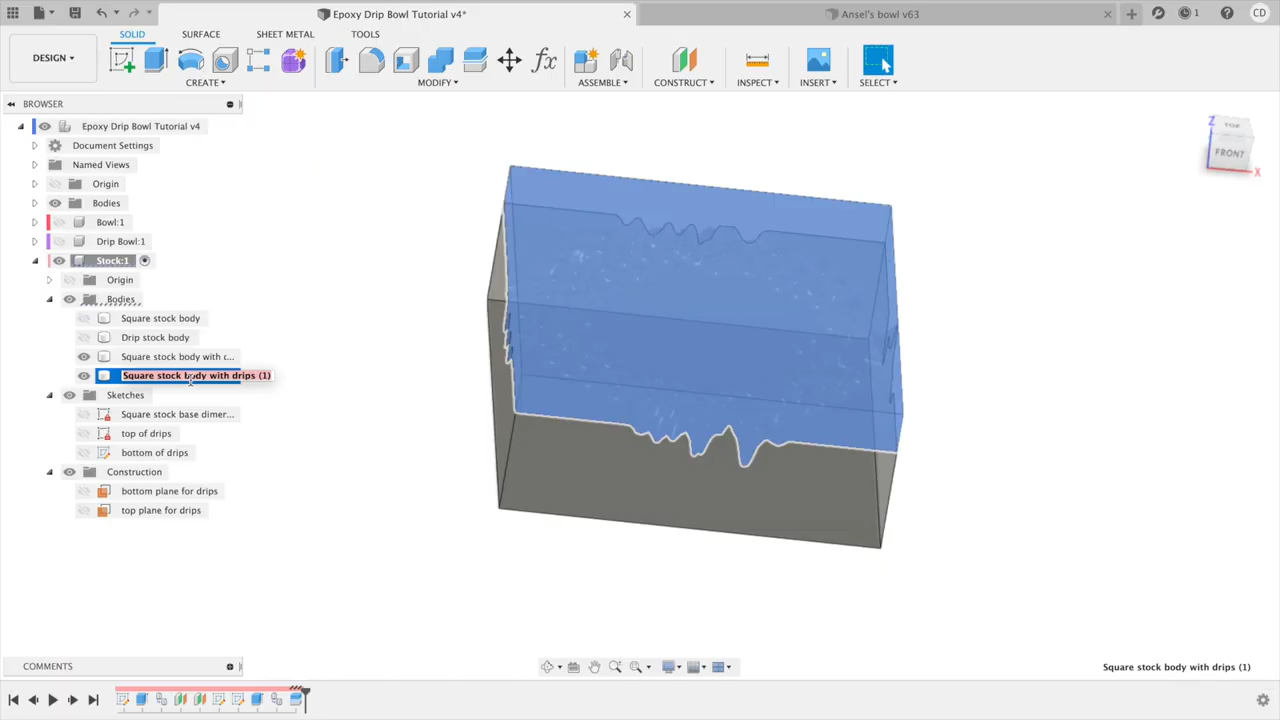 Epoxy Drip Bowl Tutorial v4*
Ansel's bowl v63
1
CD
DESIGN
SOLID
SURFACE
SHEET METAL
TOOLS
fx
CREATE
MODIFY
ASSEMBLE
CONSTRUCT
INSPECT
INSERT
SELECT
BROWSER
Epoxy Drip Bowl Tutorial v4
Document Settings
Named Views
Origin
Bodies
Bowl:1
Drip Bowl:1
Stock:1
Origin
Bodies
Square stock body
Drip stock body
Square stock body with c...
Square stock body with drips (1)
Sketches
Square stock base dimer...
top of drips
bottom of drips
Construction
bottom plane for drips
top plane for drips
Z
TOP
FRONT
X
COMMENTS
Square stock body with drips (1)